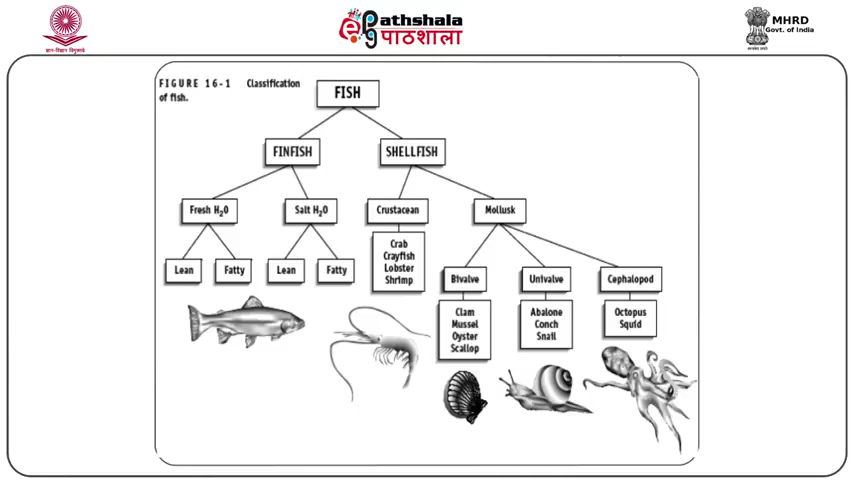 ज्ञान-विज्ञान विमुक्तये
ePathshala
पाठशाला
MHRD
Govt. of India
FIGURE 16-1 Classification
of fish.
FISH
FINFISH
SHELLFISH
Fresh H₂O
Salt H₂O
Crustacean
Mollusk
Crab
Crayfish
Lobster
Shrimp
Lean
Fatty
Lean
Fatty
Bivalve
Univalve
Cephalopod
Clam
Mussel
Oyster
Scallop
Abalone
Conch
Snail
Octopus
Squid